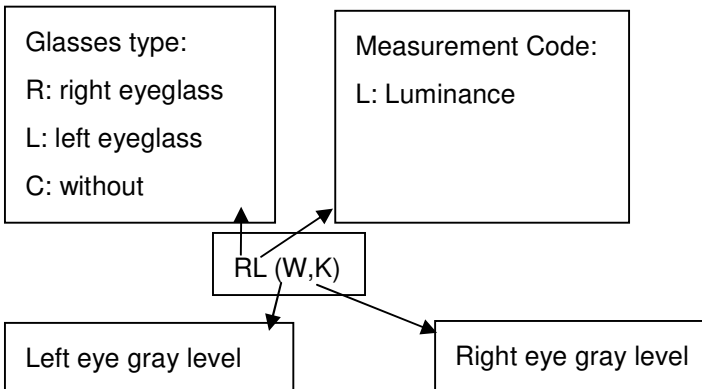 Glasses type:
R: right eyeglass
L: left eyeglass
C: without
Measurement Code:
L: Luminance
RL (W,K)
Left eye gray level
Right eye gray level